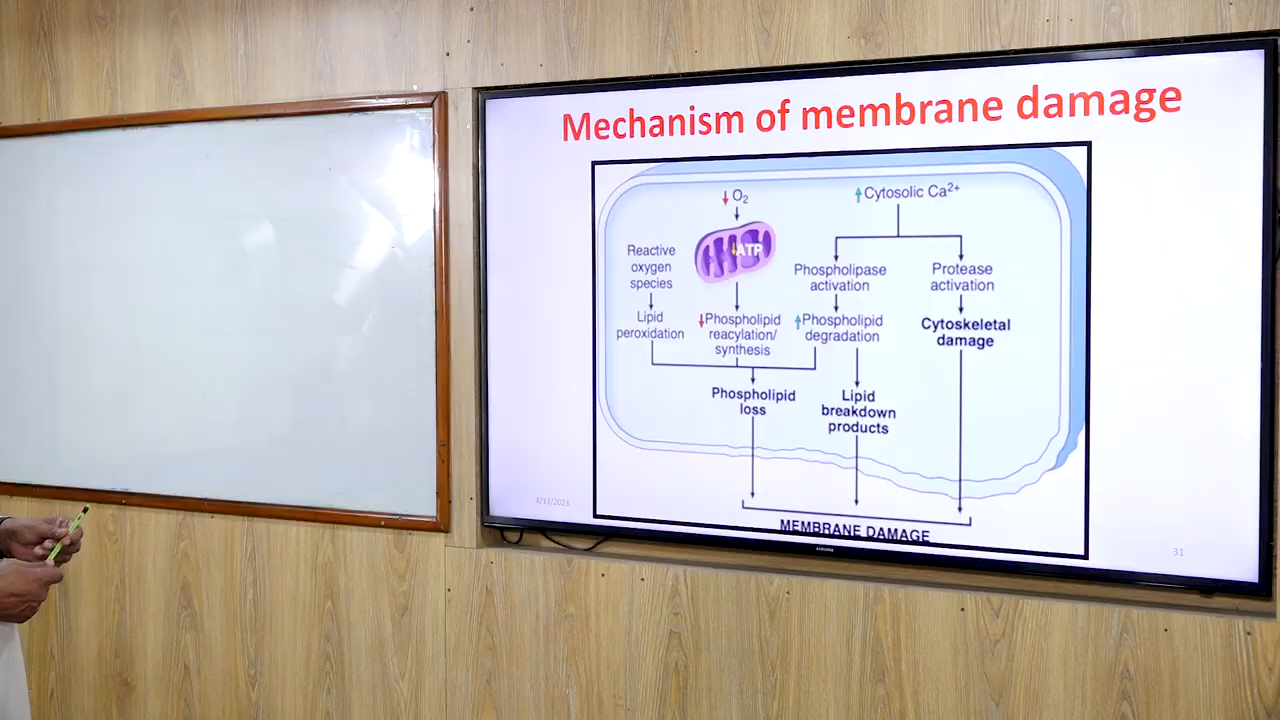 Mechanism of membrane damage
↓ O₂
↑ Cytosolic Ca²⁺
↓ATP
Reactive
oxygen
species
Phospholipase
activation
Protease
activation
Lipid
peroxidation
↓Phospholipid
reacylation/
synthesis
↑Phospholipid
degradation
Cytoskeletal
damage
Phospholipid
loss
Lipid
breakdown
products
MEMBRANE DAMAGE
4/13/2023
31
SAMSUNG